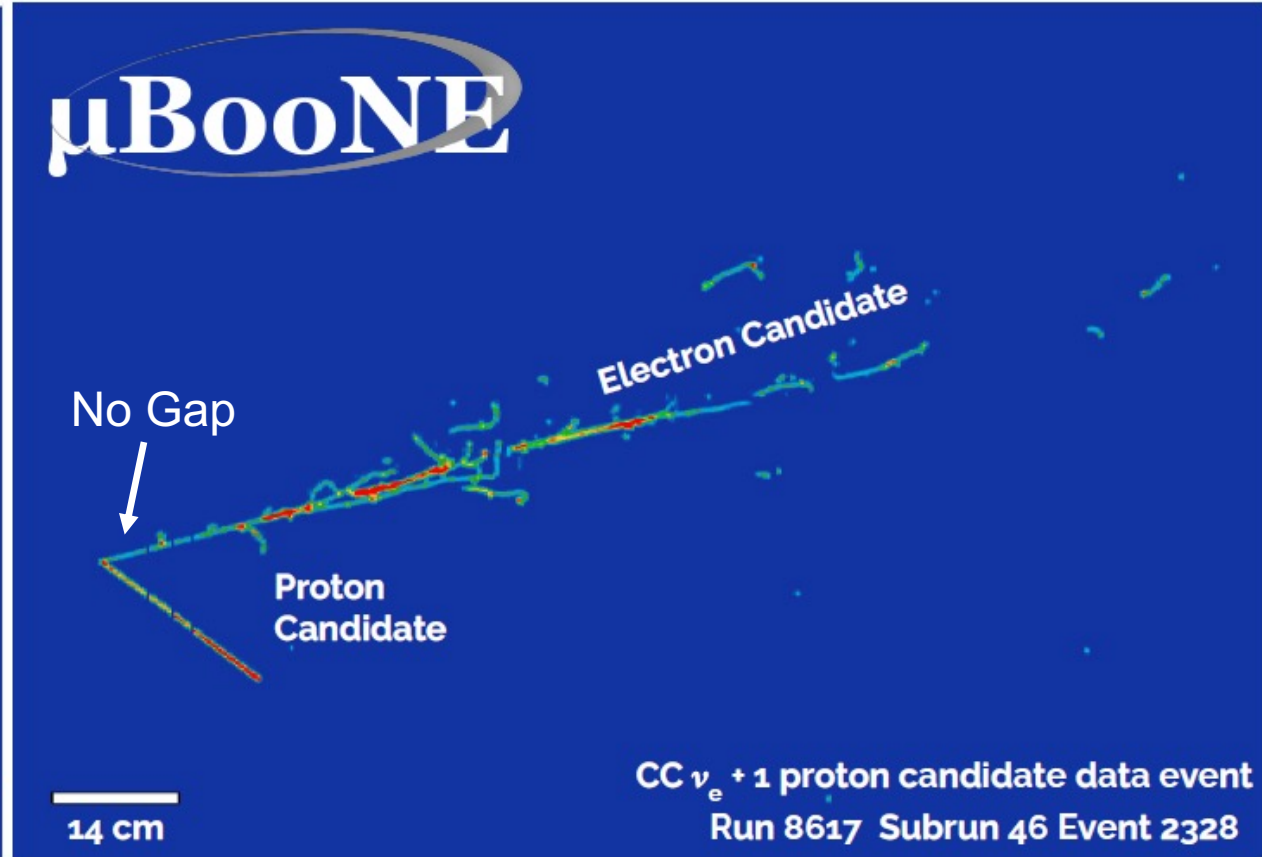 µBooNE
Electron Candidate
No Gap
Proton
Candidate
14 cm
CC νe + 1 proton candidate data event
Run 8617 Subrun 46 Event 2328